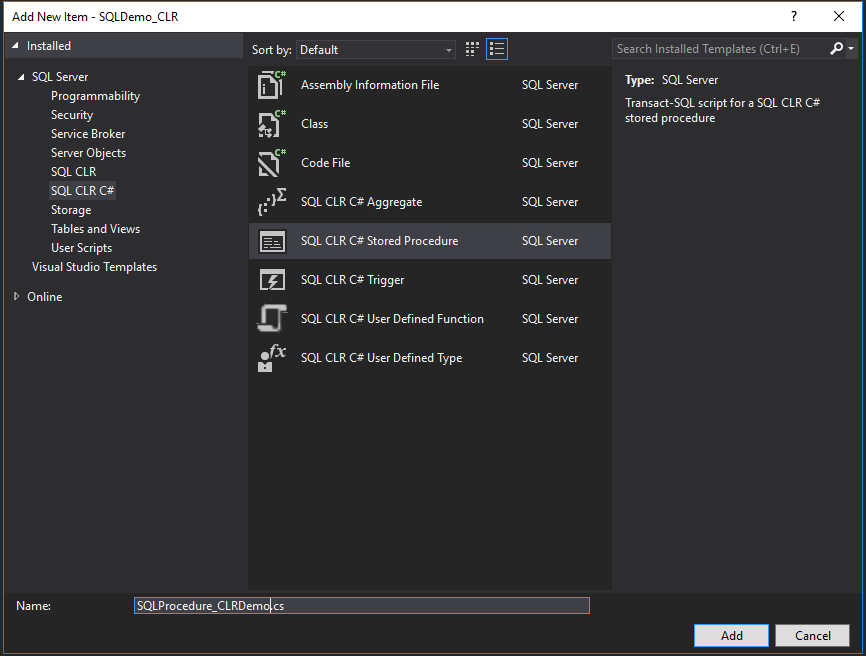 Add New Item - SQLDemo_CLR
?
Installed
Sort by: Default
Search Installed Templates (Ctrl+E)
SQL Server
Programmability
Security
Service Broker
Server Objects
SQL CLR
SQL CLR C#
Storage
Tables and Views
User Scripts
Visual Studio Templates
Online
C# Assembly Information File SQL Server
C# Class SQL Server
C# Code File SQL Server
SQL CLR C# Aggregate SQL Server
SQL CLR C# Stored Procedure SQL Server
SQL CLR C# Trigger SQL Server
SQL CLR C# User Defined Function SQL Server
SQL CLR C# User Defined Type SQL Server
Type: SQL Server
Transact-SQL script for a SQL CLR C#
stored procedure
Name: SQLProcedure_CLRDemo.cs
Add Cancel